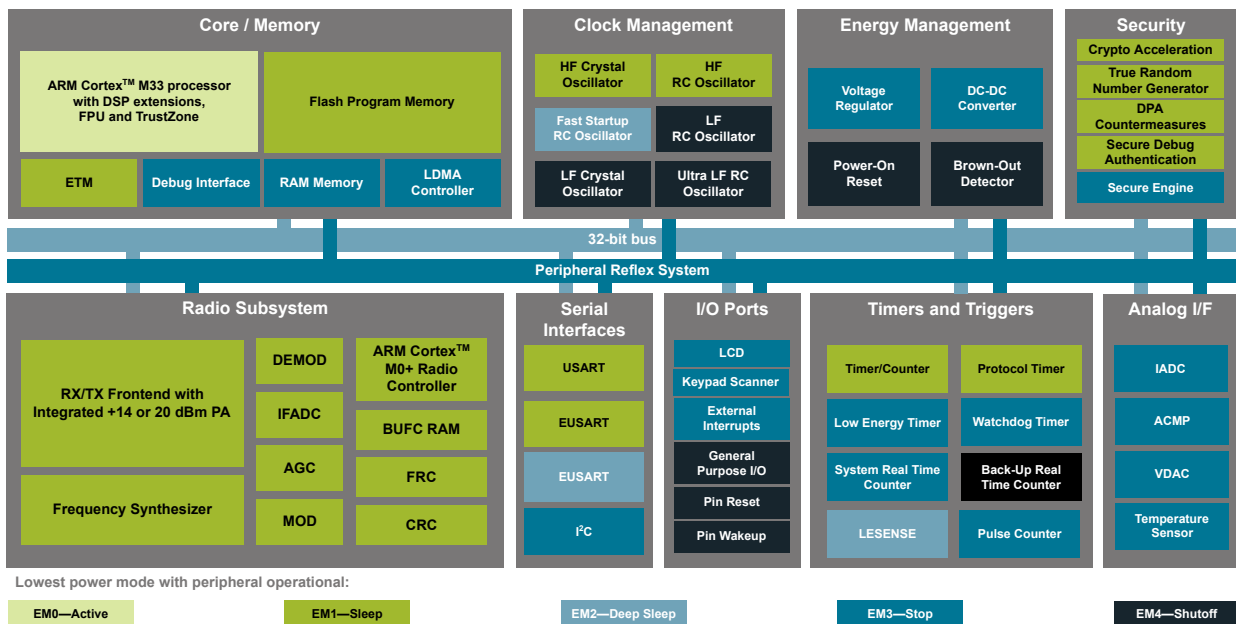 Core / Memory
ARM Cortex™ M33 processor
with DSP extensions,
FPU and TrustZone
Flash Program Memory
ETM
Debug Interface
RAM Memory
LDMA
Controller
Clock Management
HF Crystal
Oscillator
HF
RC Oscillator
Fast Startup
RC Oscillator
LF
RC Oscillator
LF Crystal
Oscillator
Ultra LF RC
Oscillator
Energy Management
Voltage
Regulator
DC-DC
Converter
Power-On
Reset
Brown-Out
Detector
Security
Crypto Acceleration
True Random
Number Generator
DPA
Countermeasures
Secure Debug
Authentication
Secure Engine
32-bit bus
Peripheral Reflex System
Radio Subsystem
RX/TX Frontend with
Integrated +14 or 20 dBm PA
Frequency Synthesizer
DEMOD
IFADC
AGC
MOD
ARM Cortex™
M0+ Radio
Controller
BUFC RAM
FRC
CRC
Serial
Interfaces
USART
EUSART
EUSART
I²C
I/O Ports
LCD
Keypad Scanner
External
Interrupts
General
Purpose I/O
Pin Reset
Pin Wakeup
Timers and Triggers
Timer/Counter
Protocol Timer
Low Energy Timer
Watchdog Timer
System Real Time
Counter
Back-Up Real
Time Counter
LESENSE
Pulse Counter
Analog I/F
IADC
ACMP
VDAC
Temperature
Sensor
Lowest power mode with peripheral operational:
EM0—Active
EM1—Sleep
EM2—Deep Sleep
EM3—Stop
EM4—Shutoff